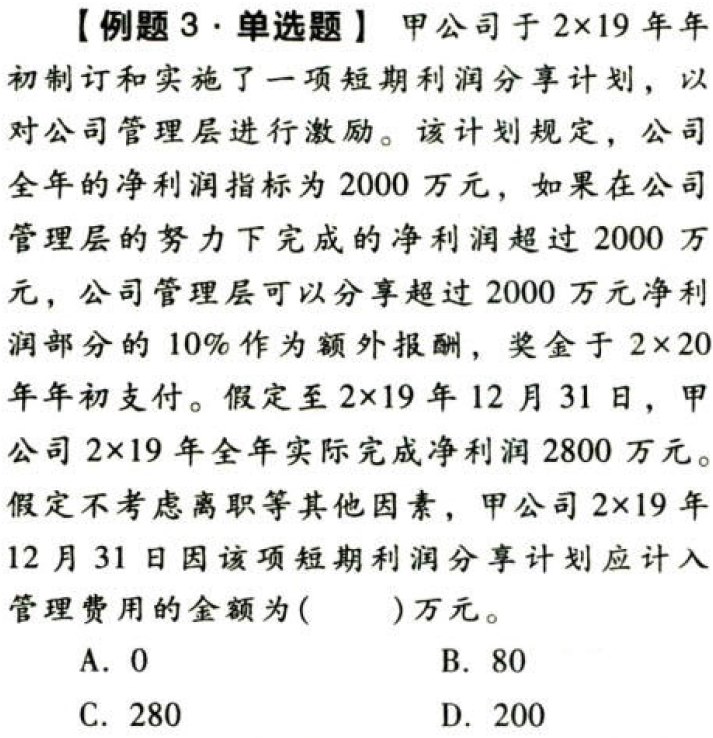 【例题 3 · 单选题】 甲公司于 2×19 年年
初制订和实施了一项短期利润分享计划，以
对公司管理层进行激励。该计划规定，公司
全年的净利润指标为 2000 万元，如果在公司
管理层的努力下完成的净利润超过 2000 万
元，公司管理层可以分享超过 2000 万元净利
润部分的 10%作为额外报酬，奖金于 2×20
年年初支付。假定至 2×19 年 12 月 31 日，甲
公司 2×19 年全年实际完成净利润 2800 万元。
假定不考虑离职等其他因素，甲公司 2×19 年
12 月 31 日因该项短期利润分享计划应计入
管理费用的金额为(　　)万元。
A. 0　　B. 80
C. 280　　D. 200